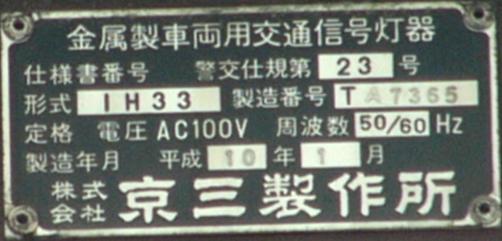 金属製車両用交通信号灯器
仕様書番号 警交仕規第 23 号
形式 1H33 製造番号 TA7365
定格 電圧 AC100V 周波数 50/60 Hz
製造年月 平成 10 年 1 月
株式会社 京三製作所